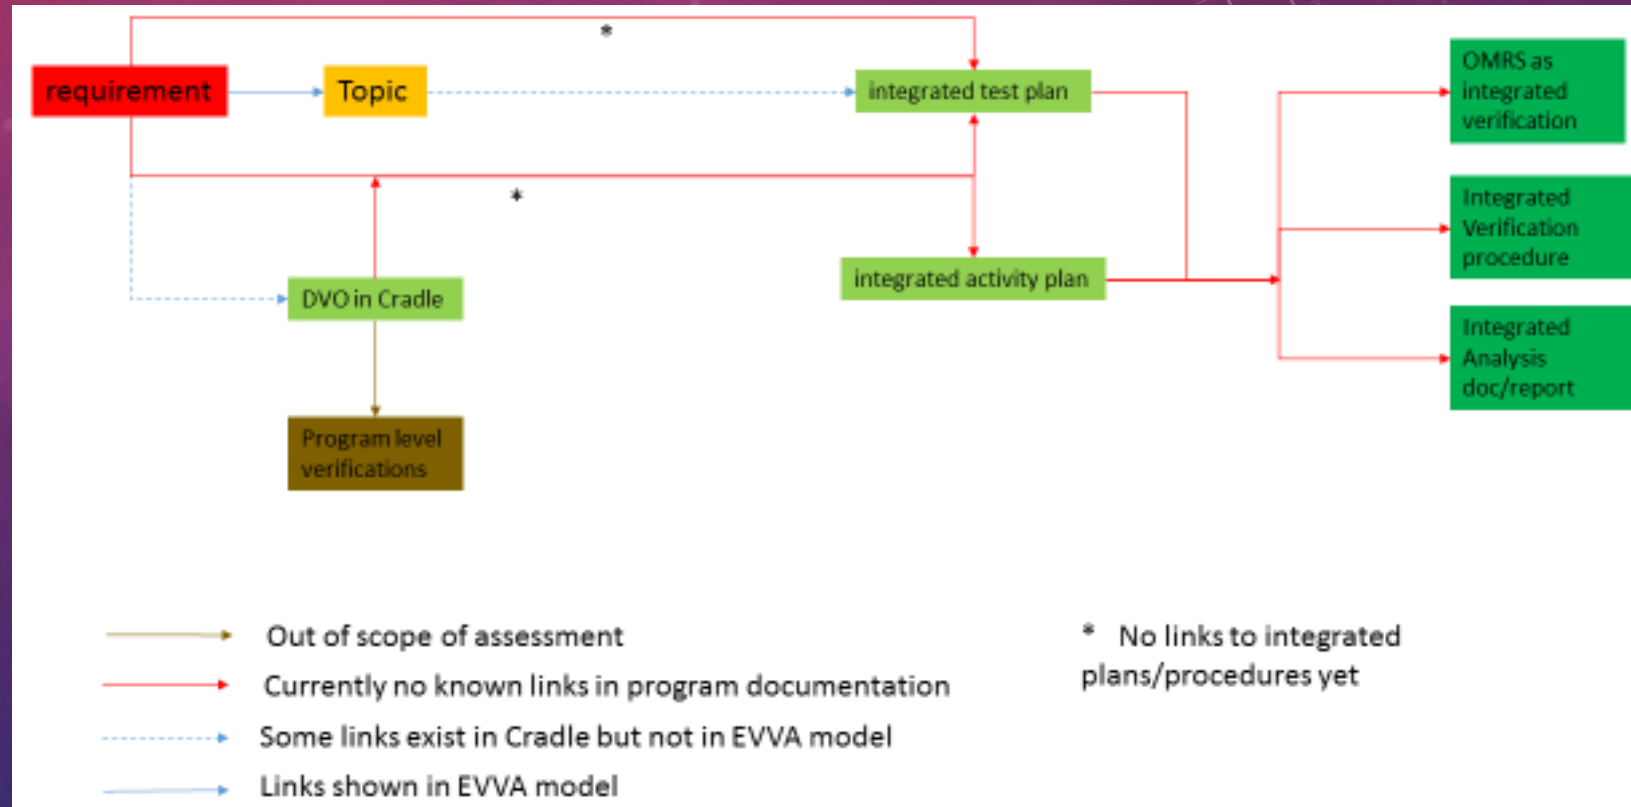 *
requirement
Topic
integrated test plan
OMRS as
integrated
verification
*
Integrated
Verification
procedure
DVO in Cradle
integrated activity plan
Integrated
Analysis
doc/report
Program level
verifications
Out of scope of assessment
Currently no known links in program documentation
Some links exist in Cradle but not in EVVA model
Links shown in EVVA model
* No links to integrated
plans/procedures yet